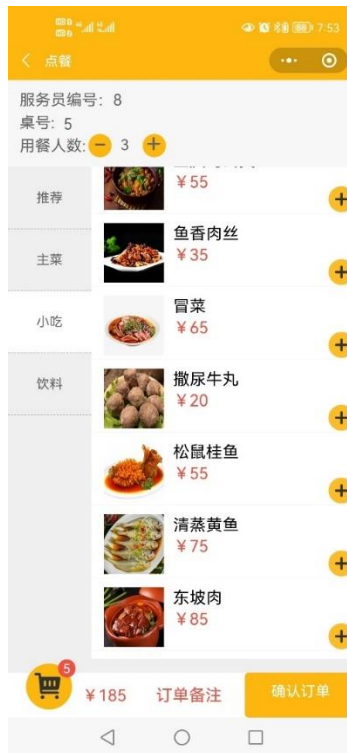 7:53
点餐
服务员编号: 8
桌号: 5
用餐人数: 3
推荐
主菜
小吃
饮料
￥55
鱼香肉丝
￥35
冒菜
￥65
撒尿牛丸
￥20
松鼠桂鱼
￥55
清蒸黄鱼
￥75
东坡肉
￥85
5
￥185
订单备注
确认订单